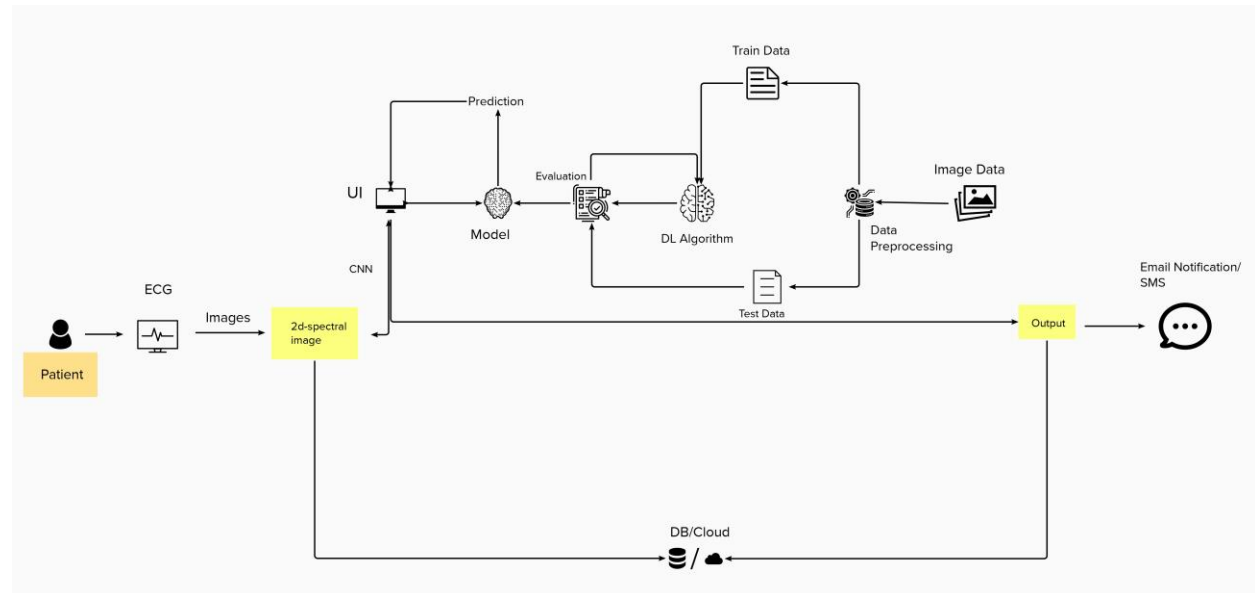 Train Data
Prediction
Evaluation
Image Data
UI
Model
DL Algorithm
Data
Preprocessing
CNN
Email Notification/
SMS
ECG
Images
2d-spectral
image
Test Data
Output
Patient
DB/Cloud
/